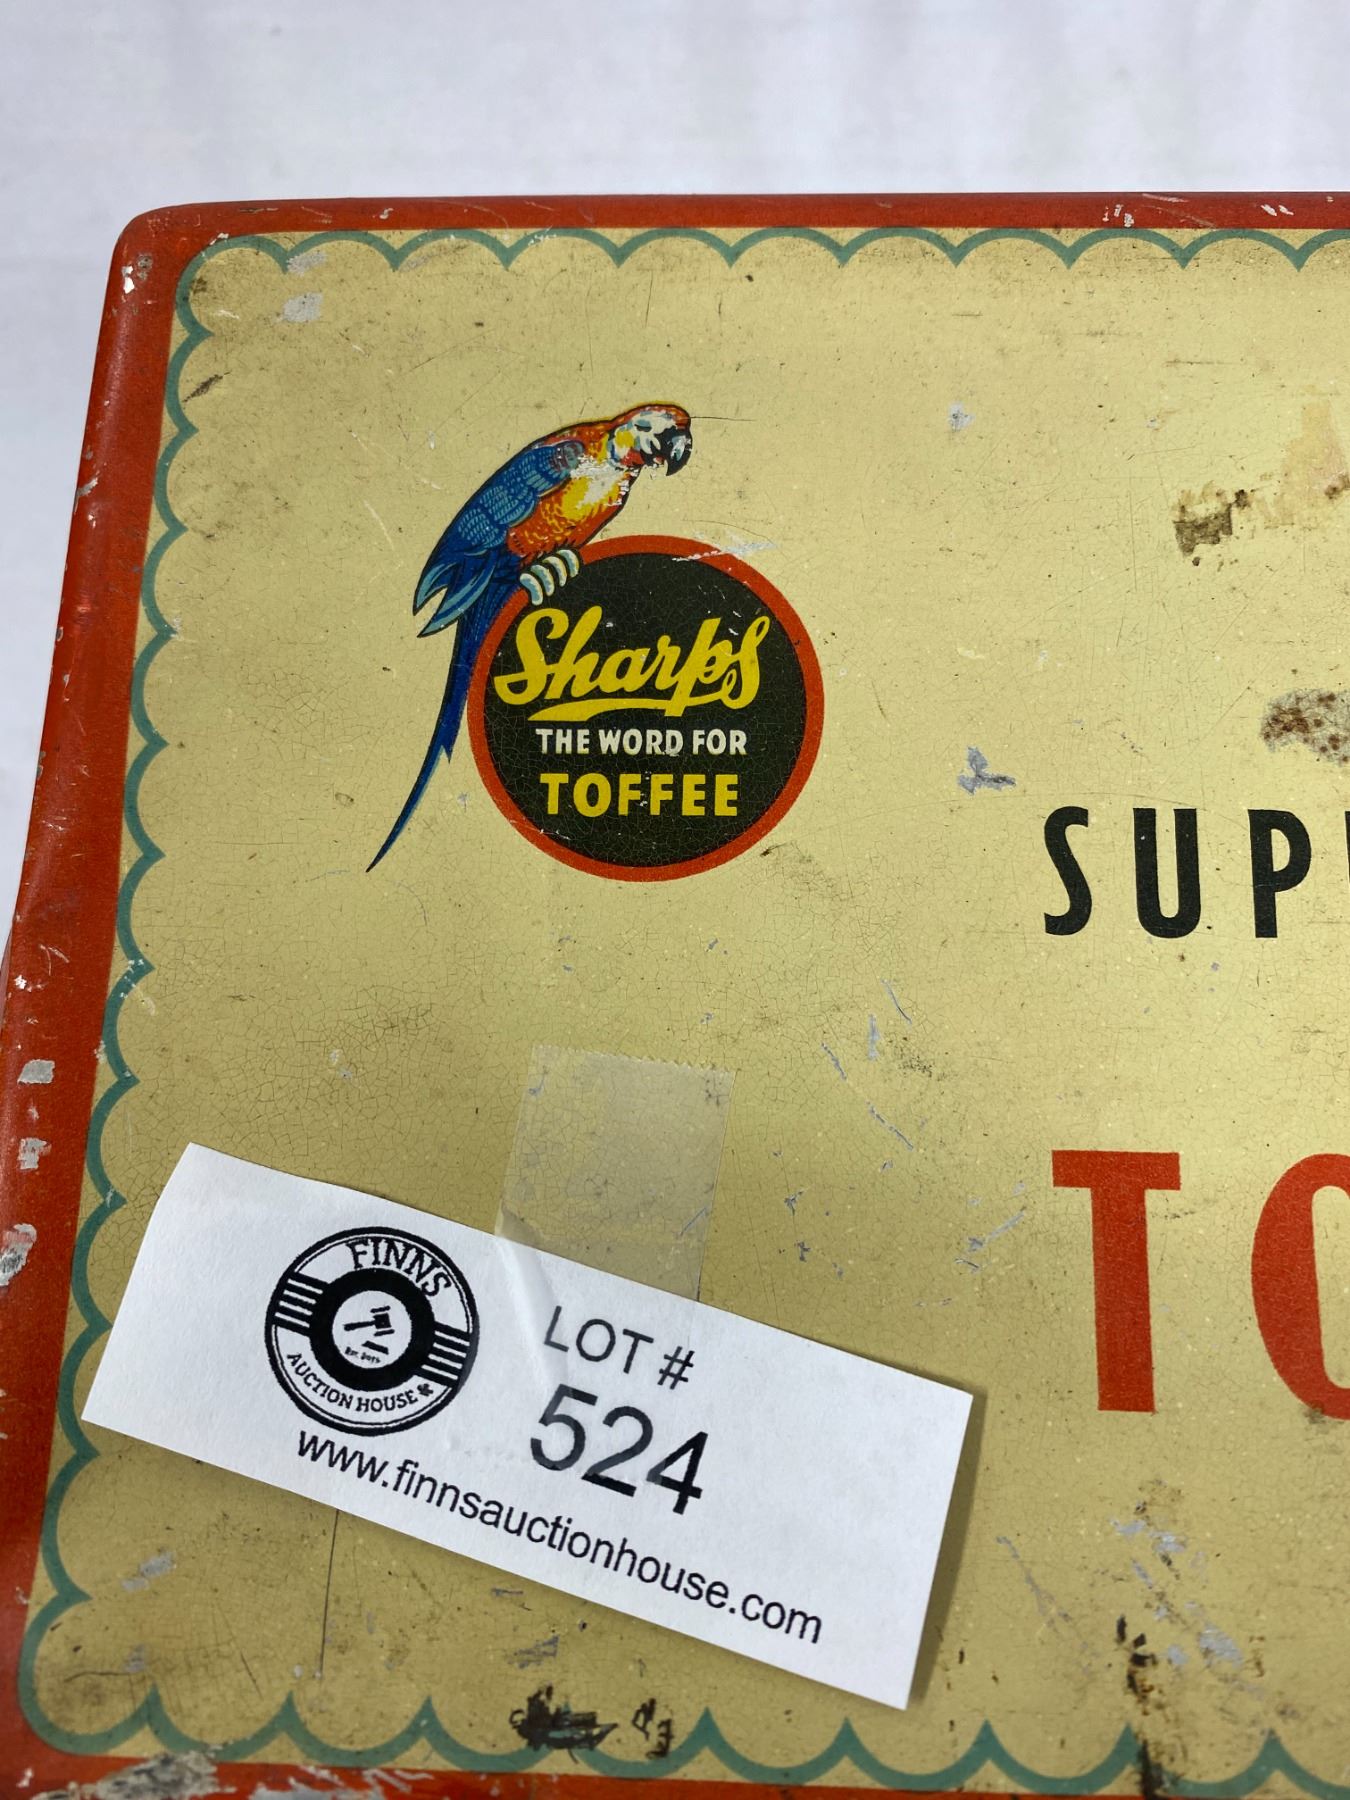 Sharps
THE WORD FOR
TOFFEE
SUP
TO
FINNS
AUCTION HOUSE
LOT #
524
www.finnsauctionhouse.com